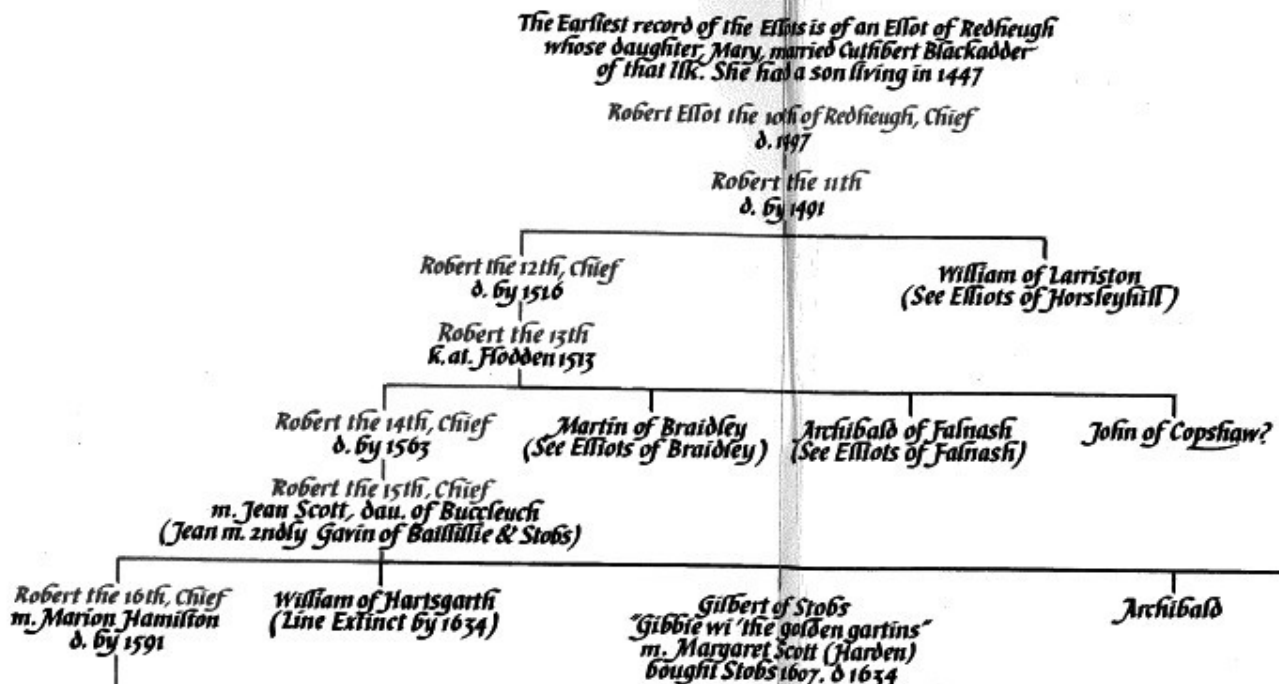 The Earliest record of the Elliots is of an Elliot of Redheugh
whose daughter, Mary, married Cuthbert Blackadder
of that Ilk. She had a son living in 1447
Robert Elliot the 10th of Redheugh, Chief
d. 1497
Robert the 11th
d. by 1491
Robert the 12th, Chief
d. by 1516
William of Larriston
(See Elliots of Horsleyhill)
Robert the 13th
k. at. Flodden 1513
Robert the 14th, Chief
d. by 1563
Martin of Braidley
(See Elliots of Braidley)
Archibald of Falnash
(See Elliots of Falnash)
John of Copshaw?
Robert the 15th, Chief
m. Jean Scott, dau. of Buccleuch
(Jean m. 2ndly Gavin of Baillillie & Stobs)
Robert the 16th, Chief
m. Marion Hamilton
d. by 1591
William of Hartsgarth
(Line Extinct by 1634)
Gilbert of Stobs
"Gibbie wi' the golden gartins"
m. Margaret Scott (Harden)
bought Stobs 1607. d 1634
Archibald